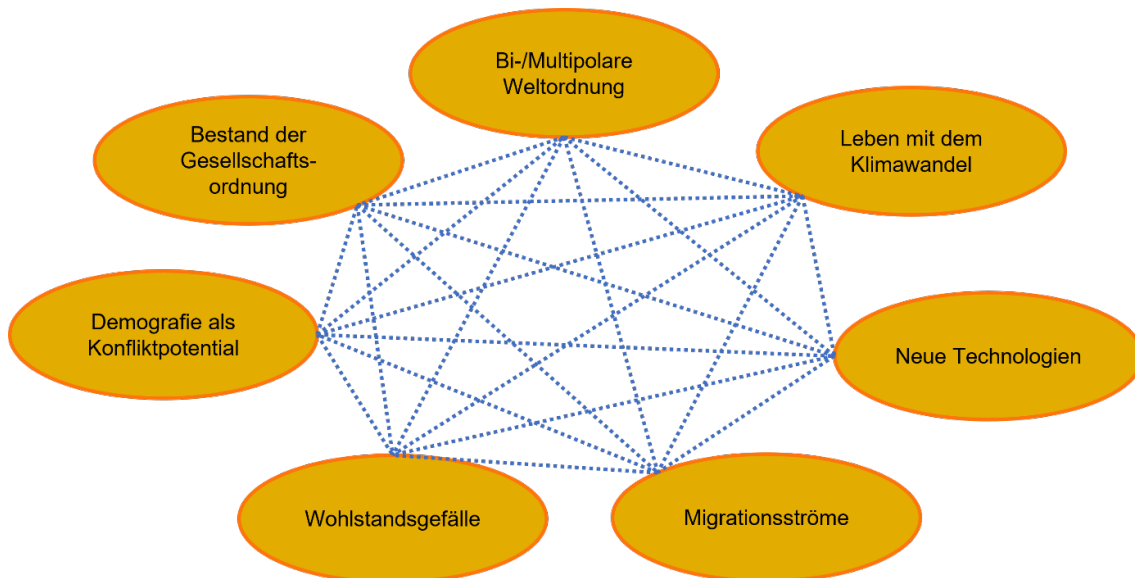 Bi-/Multipolare
Weltordnung
Bestand der
Gesellschafts-
ordnung
Leben mit dem
Klimawandel
Demografie als
Konfliktpotential
Neue Technologien
Wohlstandsgefälle
Migrationsströme